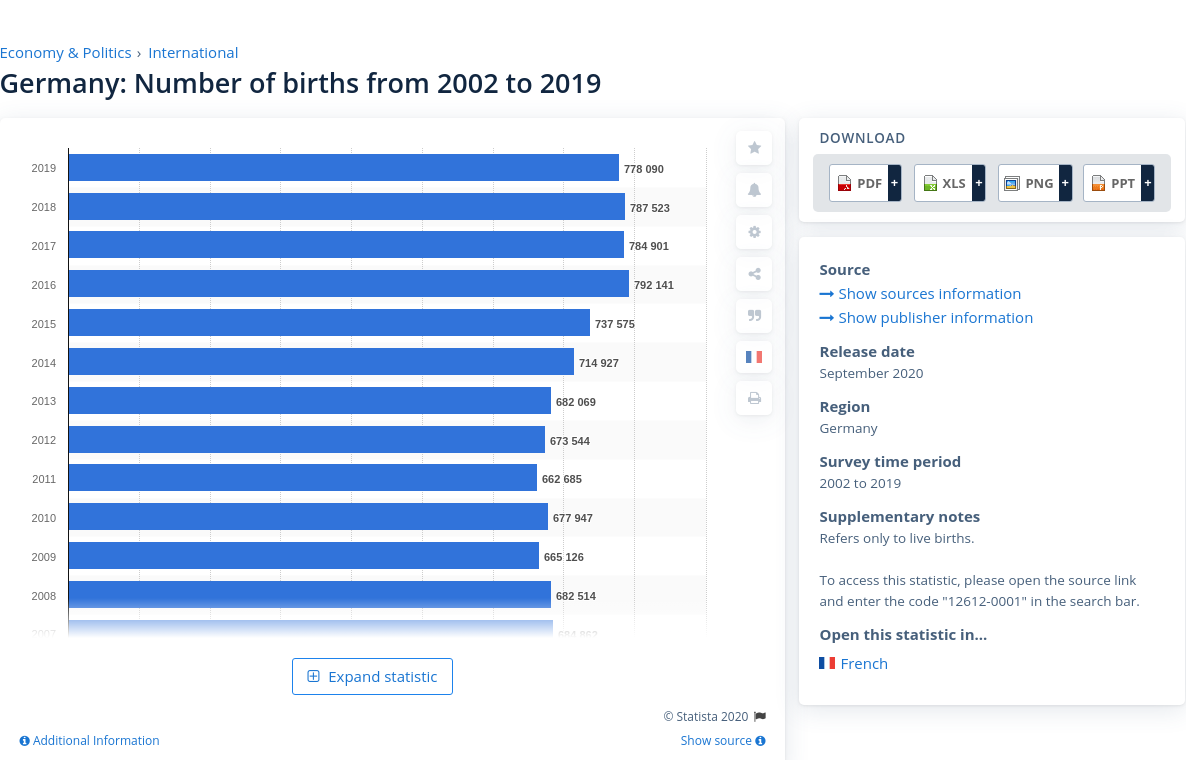 Economy & Politics › International
Germany: Number of births from 2002 to 2019
2019 778 090
2018 787 523
2017 784 901
2016 792 141
2015 737 575
2014 714 927
2013 682 069
2012 673 544
2011 662 685
2010 677 947
2009 665 126
2008 682 514
2007 684 862
Expand statistic
© Statista 2020
Additional Information
Show source
DOWNLOAD
PDF + XLS + PNG + PPT +
Source
Show sources information
Show publisher information
Release date
September 2020
Region
Germany
Survey time period
2002 to 2019
Supplementary notes
Refers only to live births.
To access this statistic, please open the source link
and enter the code "12612-0001" in the search bar.
Open this statistic in...
French